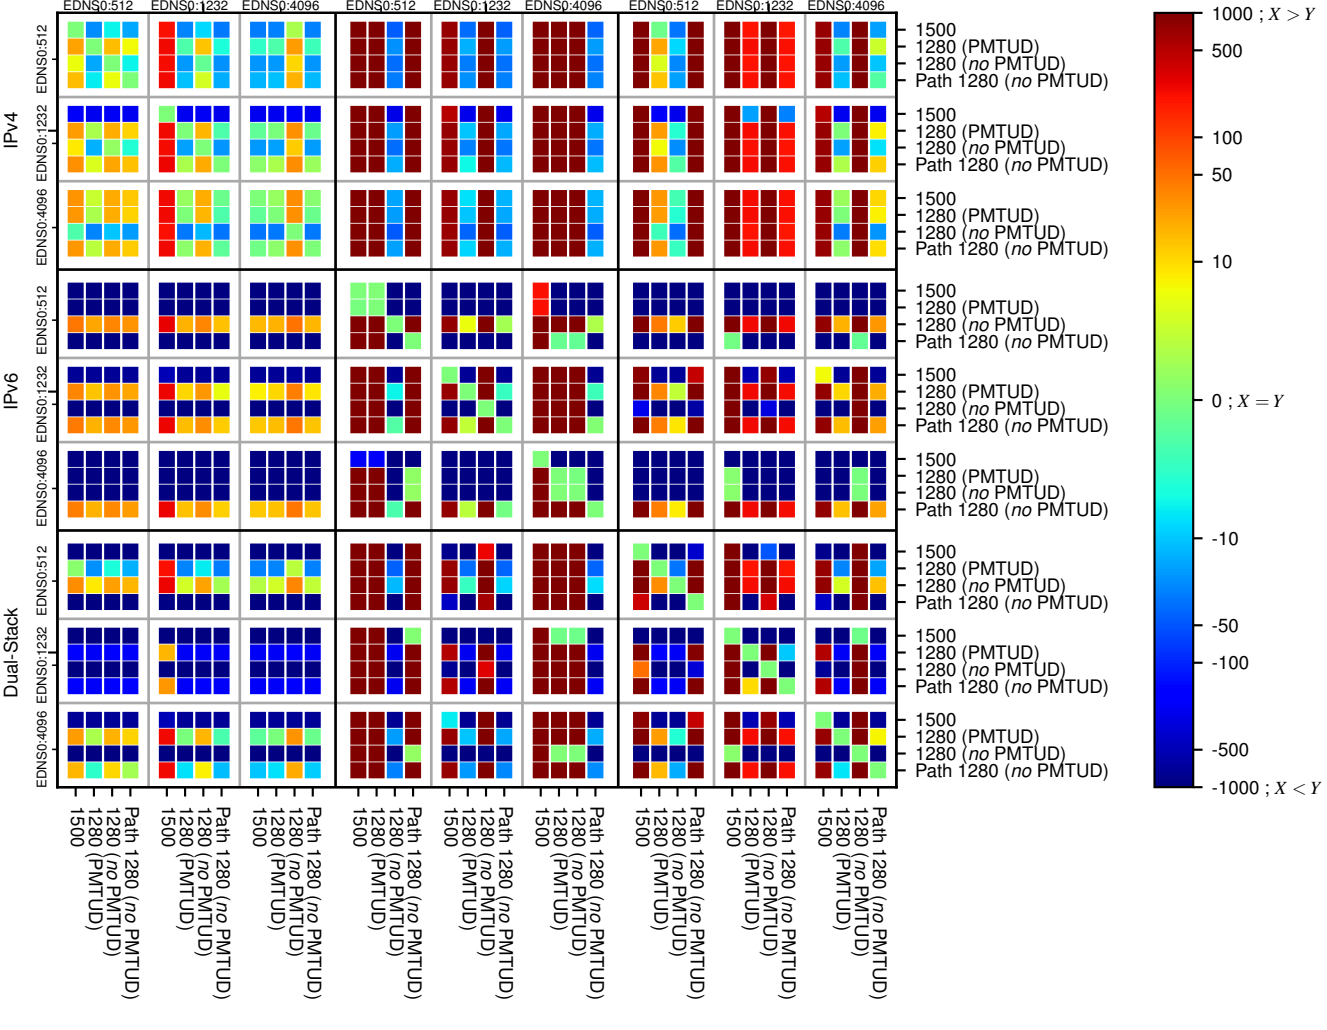 EDNS0:512 EDNS0:1232 EDNS0:4096 EDNS0:512 EDNS0:1232 EDNS0:4096 EDNS0:512 EDNS0:1232 EDNS0:4096
IPv4
EDNS0:512
1500
1280 (PMTUD)
1280 (no PMTUD)
Path 1280 (no PMTUD)
EDNS0:1232
1500
1280 (PMTUD)
1280 (no PMTUD)
Path 1280 (no PMTUD)
EDNS0:4096
1500
1280 (PMTUD)
1280 (no PMTUD)
Path 1280 (no PMTUD)
IPv6
EDNS0:512
1500
1280 (PMTUD)
1280 (no PMTUD)
Path 1280 (no PMTUD)
EDNS0:1232
1500
1280 (PMTUD)
1280 (no PMTUD)
Path 1280 (no PMTUD)
EDNS0:4096
1500
1280 (PMTUD)
1280 (no PMTUD)
Path 1280 (no PMTUD)
Dual-Stack
EDNS0:512
1500
1280 (PMTUD)
1280 (no PMTUD)
Path 1280 (no PMTUD)
EDNS0:1232
1500
1280 (PMTUD)
1280 (no PMTUD)
Path 1280 (no PMTUD)
EDNS0:4096
1500
1280 (PMTUD)
1280 (no PMTUD)
Path 1280 (no PMTUD)
1500
1280 (PMTUD)
1280 (no PMTUD)
Path 1280 (no PMTUD)
1500
1280 (PMTUD)
1280 (no PMTUD)
Path 1280 (no PMTUD)
1500
1280 (PMTUD)
1280 (no PMTUD)
Path 1280 (no PMTUD)
1500
1280 (PMTUD)
1280 (no PMTUD)
Path 1280 (no PMTUD)
1500
1280 (PMTUD)
1280 (no PMTUD)
Path 1280 (no PMTUD)
1500
1280 (PMTUD)
1280 (no PMTUD)
Path 1280 (no PMTUD)
1500
1280 (PMTUD)
1280 (no PMTUD)
Path 1280 (no PMTUD)
1500
1280 (PMTUD)
1280 (no PMTUD)
Path 1280 (no PMTUD)
1500
1280 (PMTUD)
1280 (no PMTUD)
Path 1280 (no PMTUD)
1000 ; X > Y
500
100
50
10
0 ; X = Y
-10
-50
-100
-500
-1000 ; X < Y